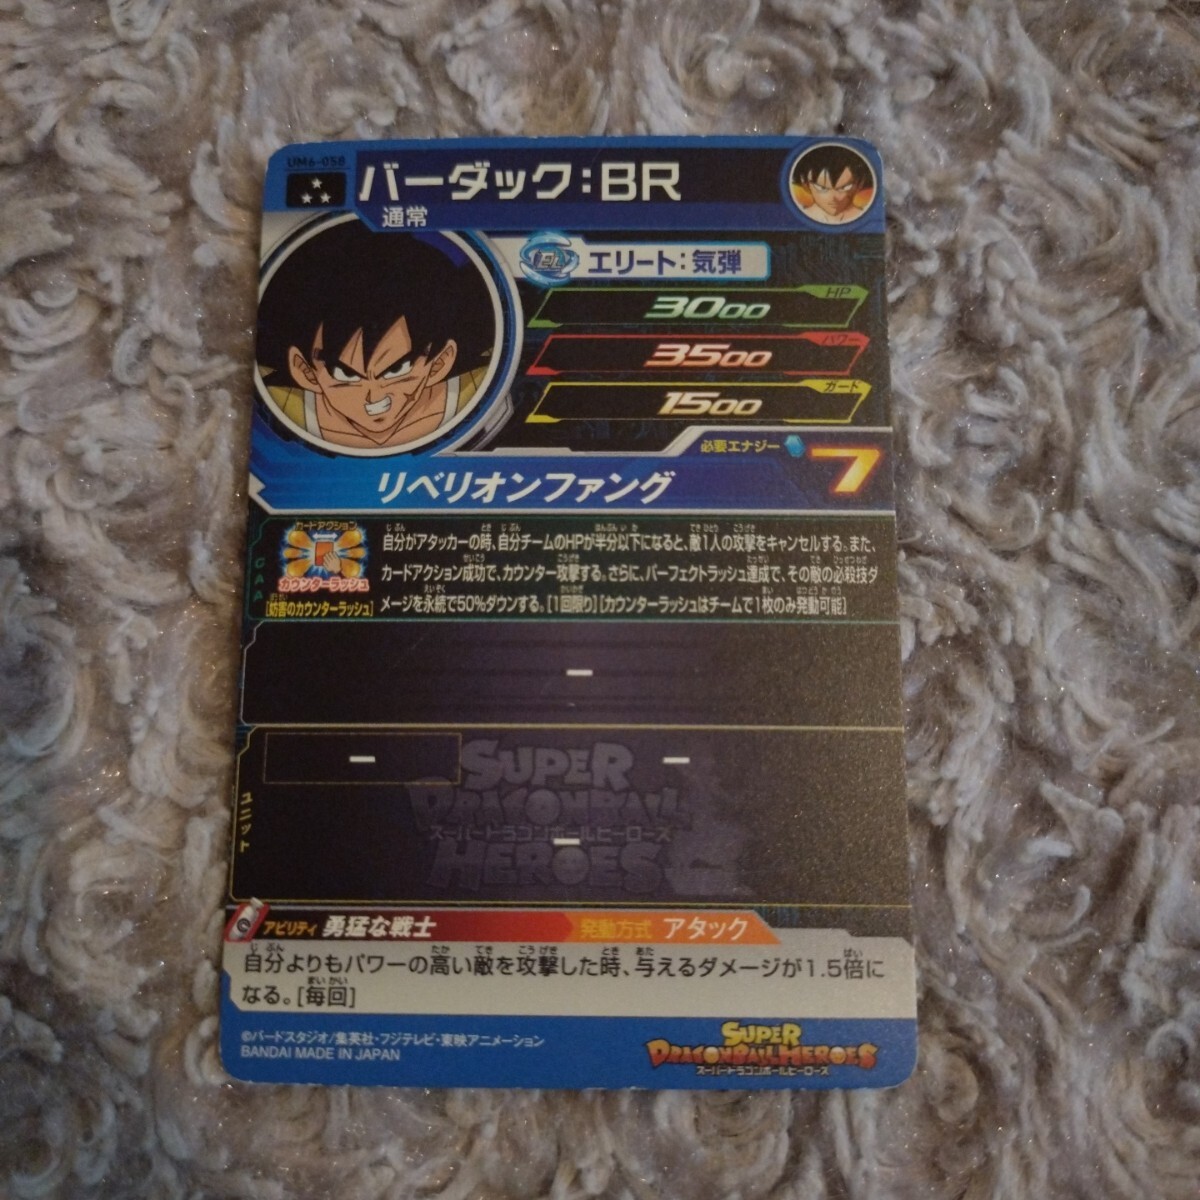 UM6-058
バーダック:BR
通常
エリート:気弾
HP
3000
パワー
3500
ガード
1500
必要エナジー
7
リベリオンファング
CAA
カードアクション
カウンターラッシュ
[妨害のカウンターラッシュ]
自分がアタッカーの時、自分チームのHPが半分以下になると、敵1人の攻撃をキャンセルする。また、
カードアクション成功で、カウンター攻撃する。さらに、パーフェクトラッシュ達成で、その敵の必殺技ダ
メージを永続で50%ダウンする。[1回限り][カウンターラッシュはチームで1枚のみ発動可能]
ー
ー
ー
ー
ユニット
SUPER
DRAGONBALL
スーパードラゴンボールヒーローズ
HEROES
アビリティ 勇猛な戦士 発動方式 アタック
自分よりもパワーの高い敵を攻撃した時、与えるダメージが1.5倍に
なる。[毎回]
©バードスタジオ/集英社・フジテレビ・東映アニメーション
BANDAI MADE IN JAPAN
SUPER
DRAGONBALL HEROES
スーパードラゴンボールヒーローズ